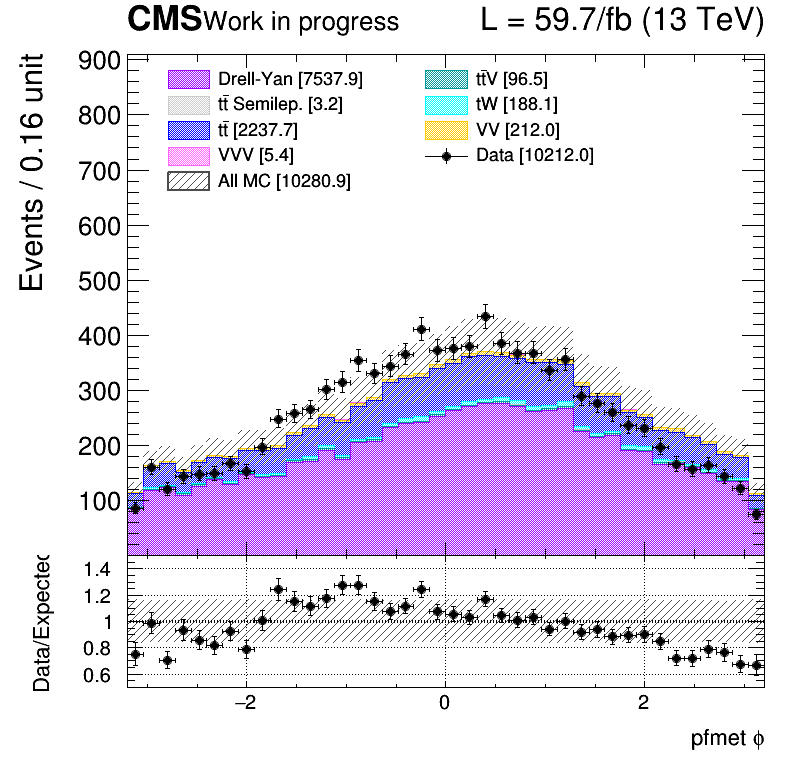 CMS Work in progress L = 59.7/fb (13 TeV)
Events / 0.16 unit
900
800
700
600
500
400
300
200
100
Drell-Yan [7537.9]
tt̄ Semilep. [3.2]
tt̄ [2237.7]
VVV [5.4]
All MC [10280.9]
tt̄V [96.5]
tW [188.1]
VV [212.0]
Data [10212.0]
Data/Expected
1.4
1.2
1
0.8
0.6
−2
0
2
pfmet ϕ